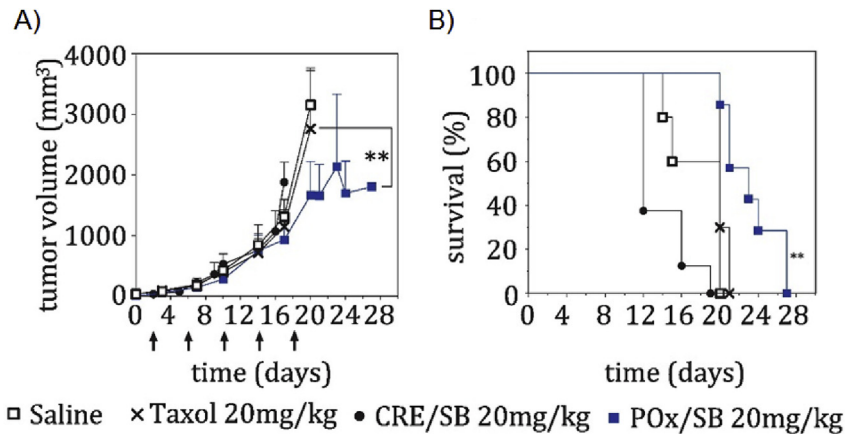 A)
B)
tumor volume (mm³)
4000
3000
2000
1000
0
**
0 4 8 12 16 20 24 28
time (days)
survival (%)
100
80
60
40
20
0
**
0 4 8 12 16 20 24 28
time (days)
Saline Taxol 20mg/kg CRE/SB 20mg/kg POx/SB 20mg/kg